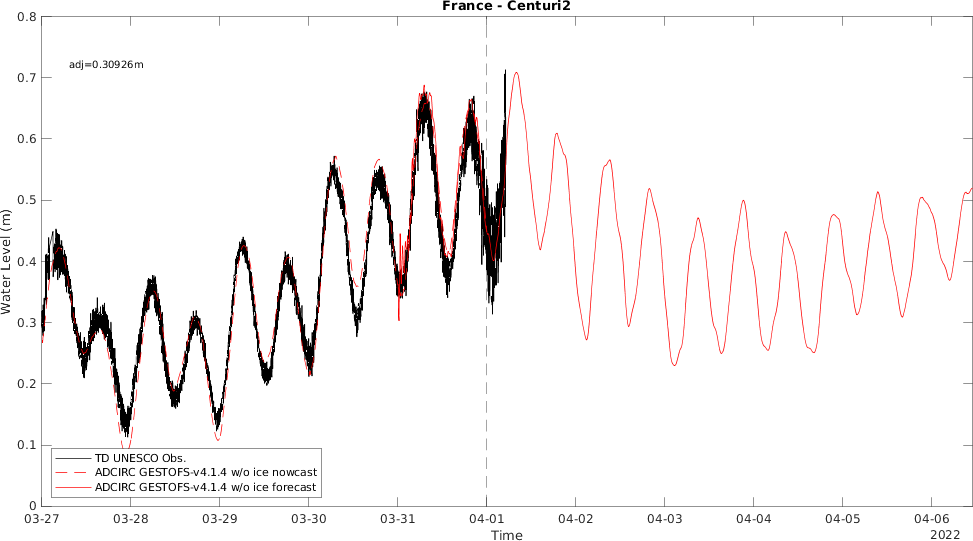 France - Centuri2
0.8
0.7
0.6
0.5
0.4
0.3
0.2
0.1
0
Water Level (m)
adj=0.30926m
TD UNESCO Obs.
ADCIRC GESTOFS-v4.1.4 w/o ice nowcast
ADCIRC GESTOFS-v4.1.4 w/o ice forecast
03-27 03-28 03-29 03-30 03-31 04-01 04-02 04-03 04-04 04-05 04-06
Time
2022